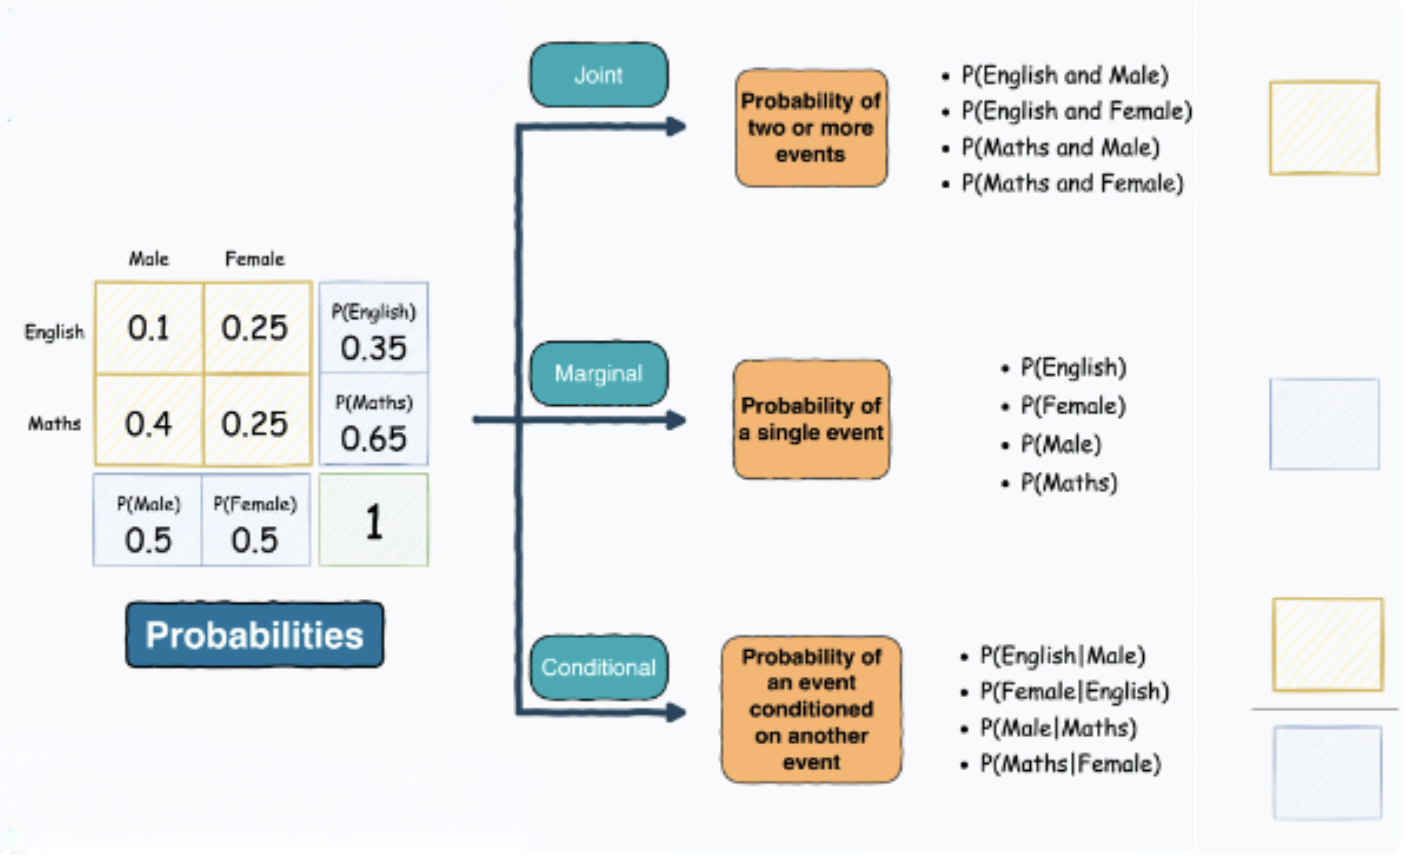 Male Female
English 0.1 0.25 P(English) 0.35
Maths 0.4 0.25 P(Maths) 0.65
P(Male) 0.5 P(Female) 0.5 1
Probabilities
Joint
Probability of
two or more
events
• P(English and Male)
• P(English and Female)
• P(Maths and Male)
• P(Maths and Female)
Marginal
Probability of
a single event
• P(English)
• P(Female)
• P(Male)
• P(Maths)
Conditional
Probability of
an event
conditioned
on another
event
• P(English|Male)
• P(Female|English)
• P(Male|Maths)
• P(Maths|Female)